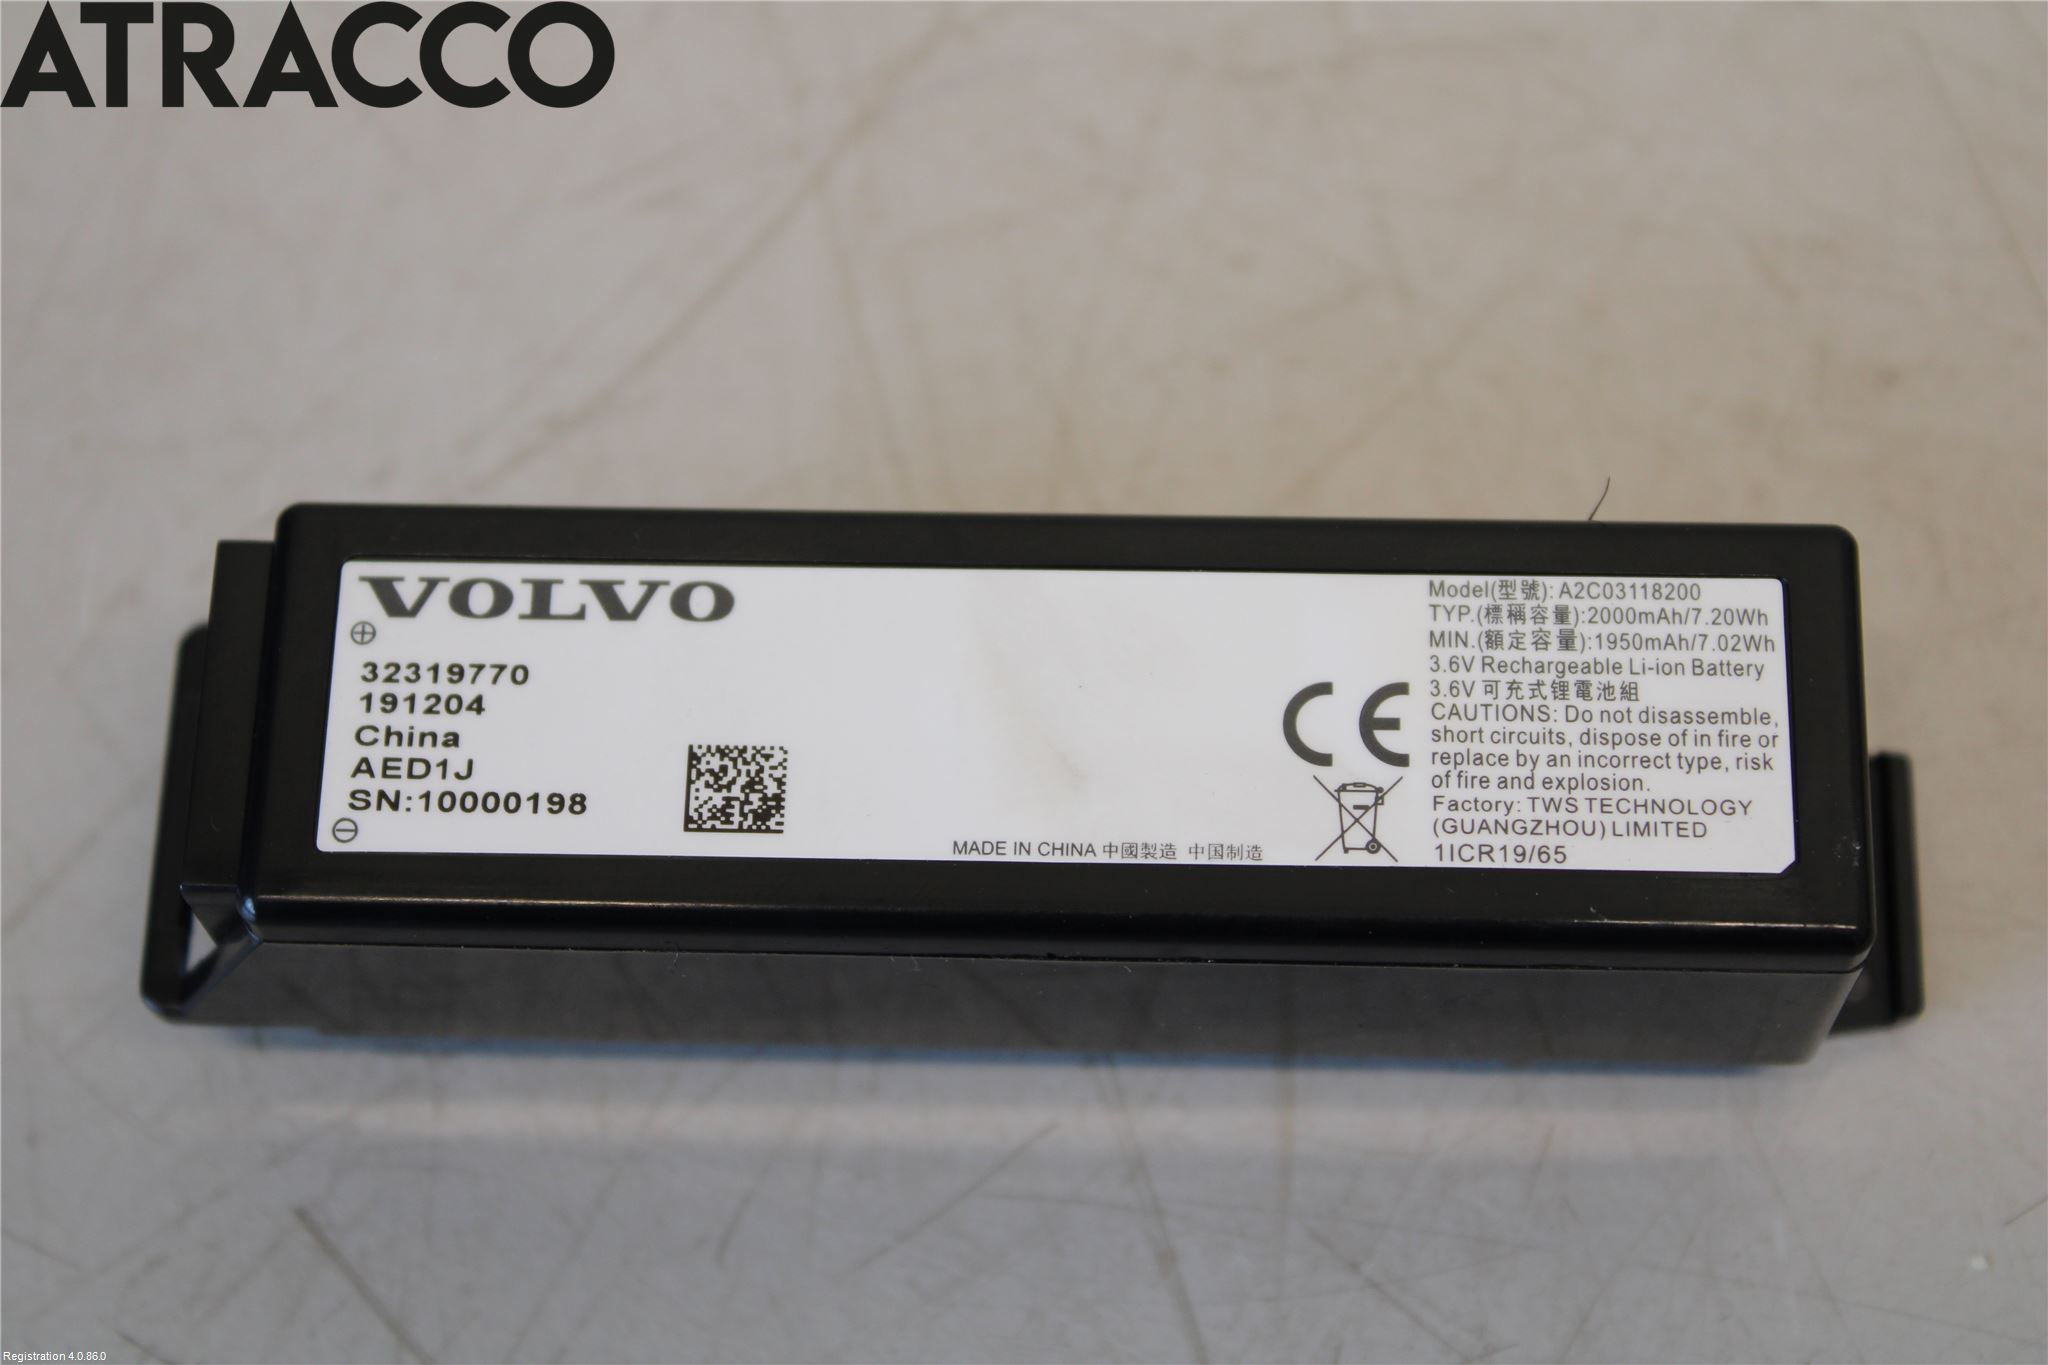 ATRACCO
VOLVO
32319770
191204
China
AED1J
SN:10000198
MADE IN CHINA 中國製造 中国制造
CE
Model(型號): A2C03118200
TYP.(標稱容量):2000mAh/7.20Wh
MIN.(額定容量):1950mAh/7.02Wh
3.6V Rechargeable Li-ion Battery
3.6V 可充式锂電池組
CAUTIONS: Do not disassemble,
short circuits, dispose of in fire or
replace by an incorrect type, risk
of fire and explosion.
Factory: TWS TECHNOLOGY
(GUANGZHOU) LIMITED
1ICR19/65
Registration 4.0.86.0